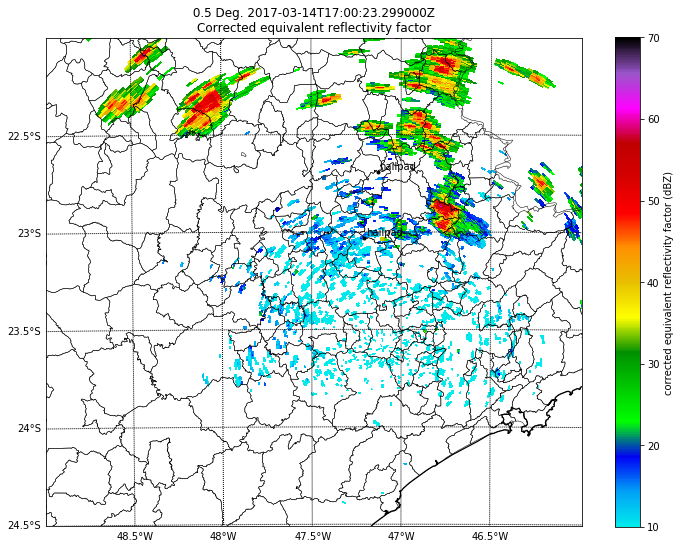 0.5 Deg. 2017-03-14T17:00:23.299000Z
Corrected equivalent reflectivity factor
70
60
50
40
30
20
10
corrected equivalent reflectivity factor (dBZ)
22.5°S
23°S
23.5°S
24°S
24.5°S
hailpad
hailpad
48.5°W
48°W
47.5°W
47°W
46.5°W